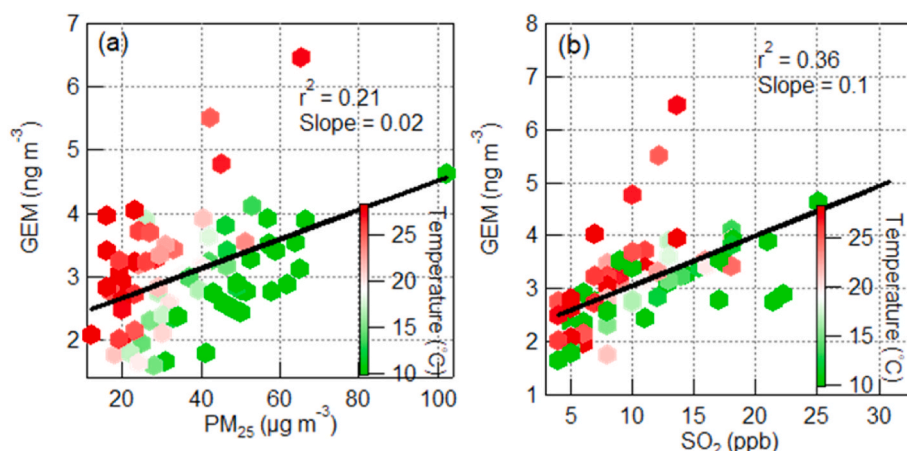 (a)
r2 = 0.21
Slope = 0.02
GEM (ng m-3)
7
6
5
4
3
2
20
40
60
80
100
PM25 (µg m-3)
Temperature (°C)
25
20
15
10
(b)
r2 = 0.36
Slope = 0.1
GEM (ng m-3)
8
7
6
5
4
3
2
1
5
10
15
20
25
30
SO2 (ppb)
Temperature (°C)
25
20
15
10